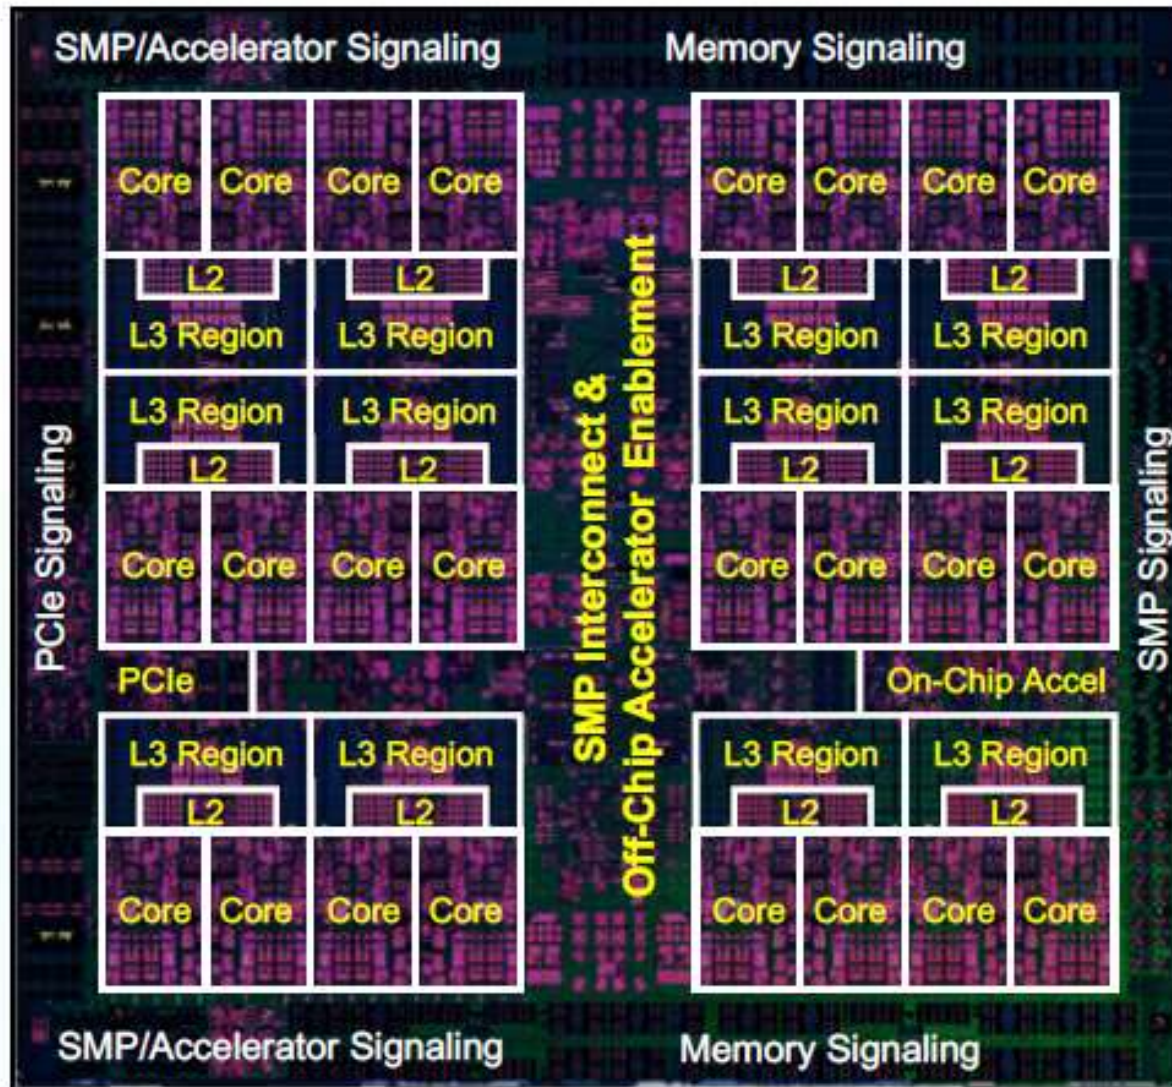 SMP/Accelerator Signaling Memory Signaling
Core Core Core Core Core Core Core Core
L2 L2 L2 L2
L3 Region L3 Region L3 Region L3 Region
L3 Region L3 Region L3 Region L3 Region
L2 L2 L2 L2
Core Core Core Core Core Core Core Core
PCIe On-Chip Accel
L3 Region L3 Region L3 Region L3 Region
L2 L2 L2 L2
Core Core Core Core Core Core Core Core
SMP/Accelerator Signaling Memory Signaling
PCIe Signaling
SMP Interconnect &
Off-Chip Accelerator Enablement
SMP Signaling